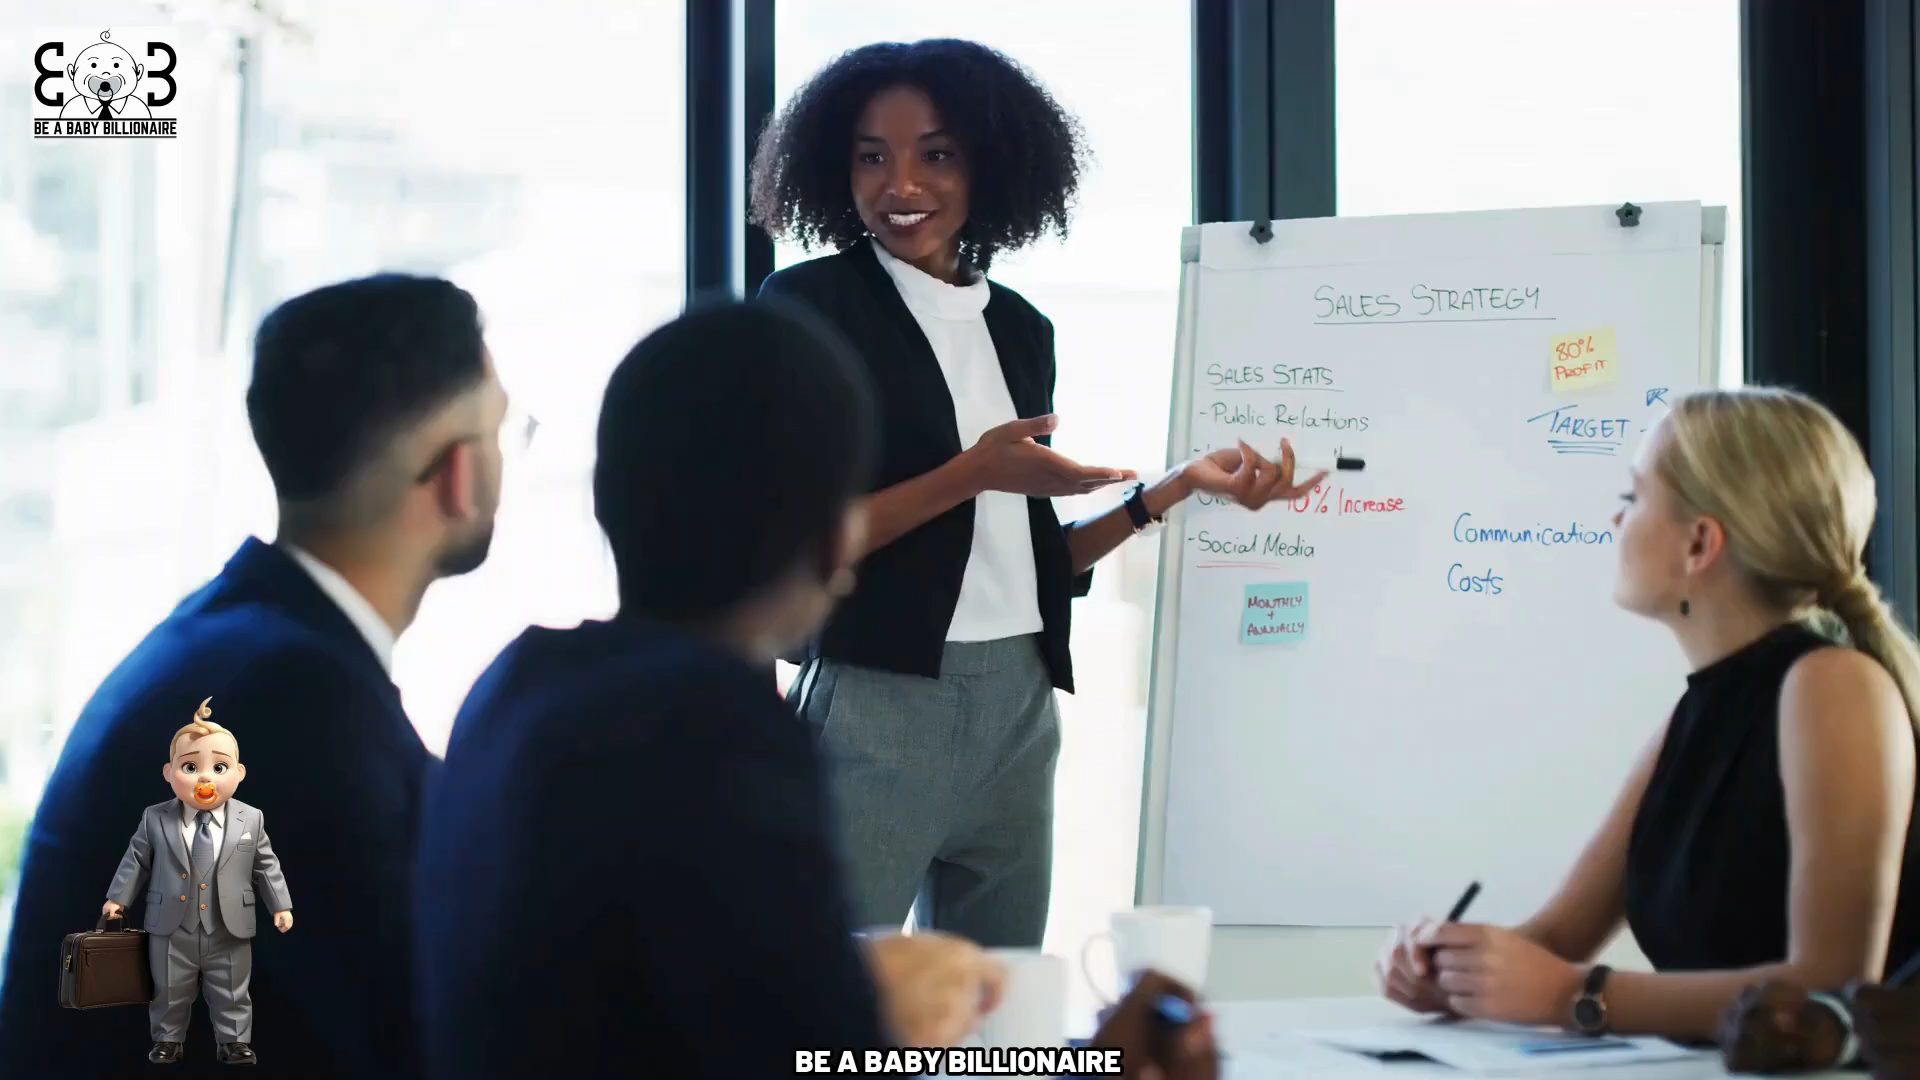 BE A BABY BILLIONAIRE
SALES STRATEGY
80%
PROFIT
SALES STATS
-Public Relations
TARGET -
10% Increase
Communication
-Social Media
Costs
MONTHLY
+
ANNUALLY
BE A BABY BILLIONAIRE